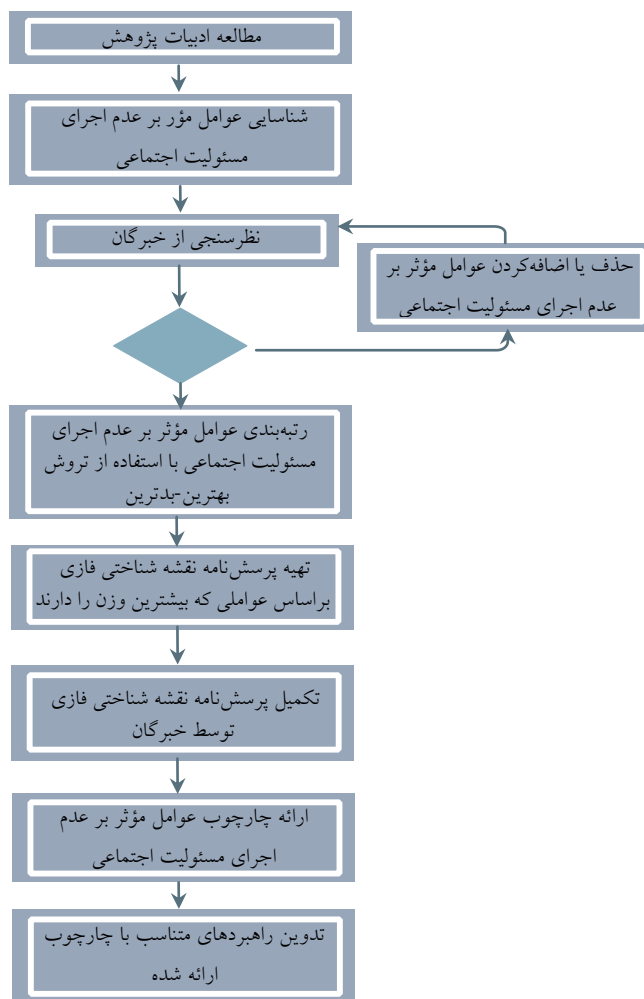 مطالعه ادبیات پژوهش
شناسایی عوامل مؤر بر عدم اجرای
مسئولیت اجتماعی
نظرسنجی از خبرگان
حذف یا اضافه‌کردن عوامل مؤثر بر
عدم اجرای مسئولیت اجتماعی
رتبه‌بندی عوامل مؤثر بر عدم اجرای
مسئولیت اجتماعی با استفاده از تروش
بهترین-بدترین
تهیه پرسش‌نامه نقشه شناختی فازی
براساس عواملی که بیشترین وزن را دارند
تکمیل پرسش‌نامه نقشه شناختی فازی
توسط خبرگان
ارائه چارچوب عوامل مؤثر بر عدم
اجرای مسئولیت اجتماعی
تدوین راهبردهای متناسب با چارچوب
ارائه شده